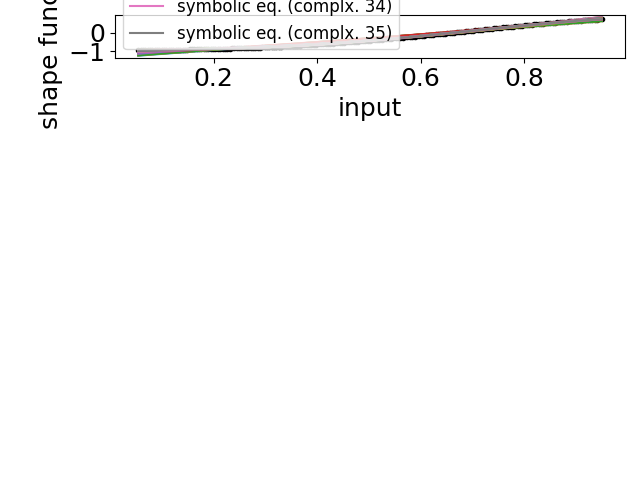 symbolic eq. (complx. 34)
symbolic eq. (complx. 35)
0
−1
0.2 0.4 0.6 0.8
input
shape